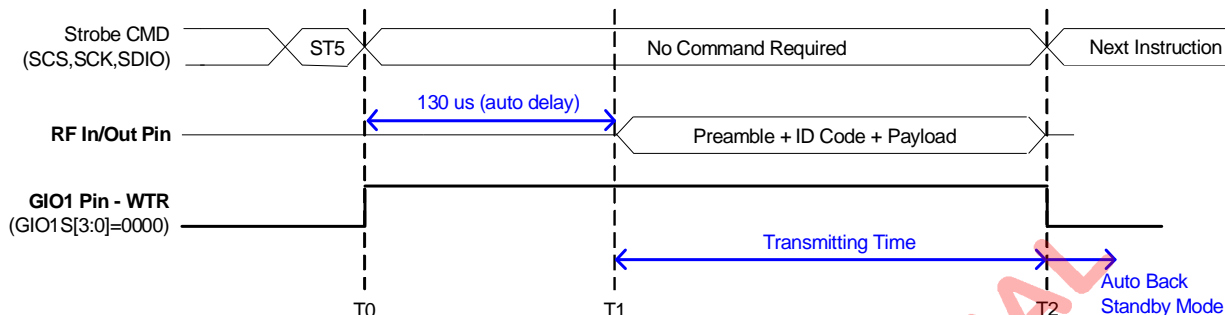 Strobe CMD
(SCS,SCK,SDIO)
ST5
No Command Required
Next Instruction
130 us (auto delay)
RF In/Out Pin
Preamble + ID Code + Payload
GIO1 Pin - WTR
(GIO1S[3:0]=0000)
Transmitting Time
Auto Back
Standby Mode
T0
T1
T2
AL